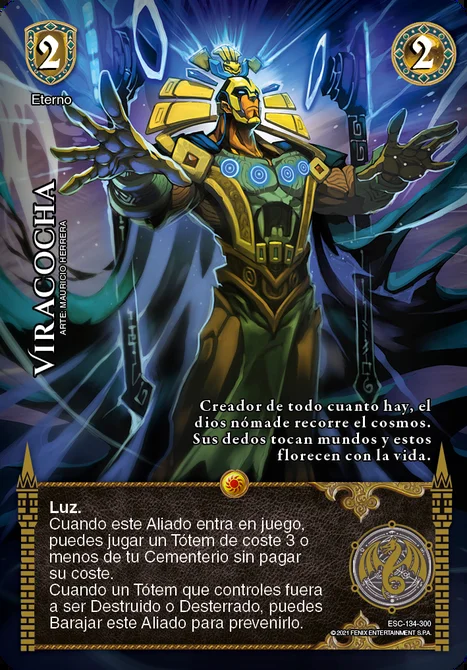 2
2
Eterno
VIRACOCHA
ARTE: MAURICIO HERRERA
Creador de todo cuanto hay, el
dios nómade recorre el cosmos.
Sus dedos tocan mundos y estos
florecen con la vida.
Luz.
Cuando este Aliado entra en juego,
puedes jugar un Tótem de coste 3 o
menos de tu Cementerio sin pagar
su coste.
Cuando un Tótem que controles fuera
a ser Destruido o Desterrado, puedes
Barajar este Aliado para prevenirlo.
ESC-134-300
©2021 FENIX ENTERTAINMENT S.P.A.